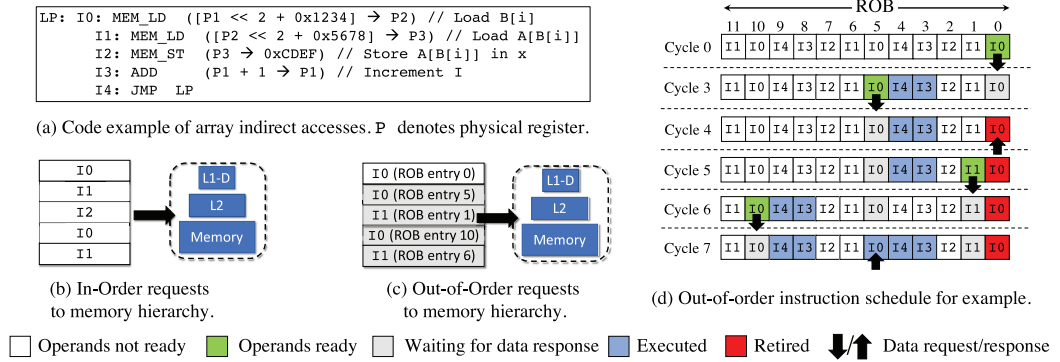 LP: I0: MEM_LD ([P1 << 2 + 0x1234] → P2) // Load B[i]
I1: MEM_LD ([P2 << 2 + 0x5678] → P3) // Load A[B[i]]
I2: MEM_ST (P3 → 0xCDEF) // Store A[B[i]] in x
I3: ADD (P1 + 1 → P1) // Increment I
I4: JMP LP
(a) Code example of array indirect accesses. P denotes physical register.
I0
I1
I2
I0
I1
L1-D
L2
Memory
(b) In-Order requests
to memory hierarchy.
I0 (ROB entry 0)
I0 (ROB entry 5)
I1 (ROB entry 1)
I0 (ROB entry 10)
I1 (ROB entry 6)
L1-D
L2
Memory
(c) Out-of-Order requests
to memory hierarchy.
ROB
11 10 9 8 7 6 5 4 3 2 1 0
Cycle 0 I1 I0 I4 I3 I2 I1 I0 I4 I3 I2 I1 I0
Cycle 3 I1 I0 I4 I3 I2 I1 I0 I4 I3 I2 I1 I0
Cycle 4 I1 I0 I4 I3 I2 I1 I0 I4 I3 I2 I1 I0
Cycle 5 I1 I0 I4 I3 I2 I1 I0 I4 I3 I2 I1 I0
Cycle 6 I1 I0 I4 I3 I2 I1 I0 I4 I3 I2 I1 I0
Cycle 7 I1 I0 I4 I3 I2 I1 I0 I4 I3 I2 I1 I0
(d) Out-of-order instruction schedule for example.
Operands not ready Operands ready Waiting for data response Executed Retired / Data request/response